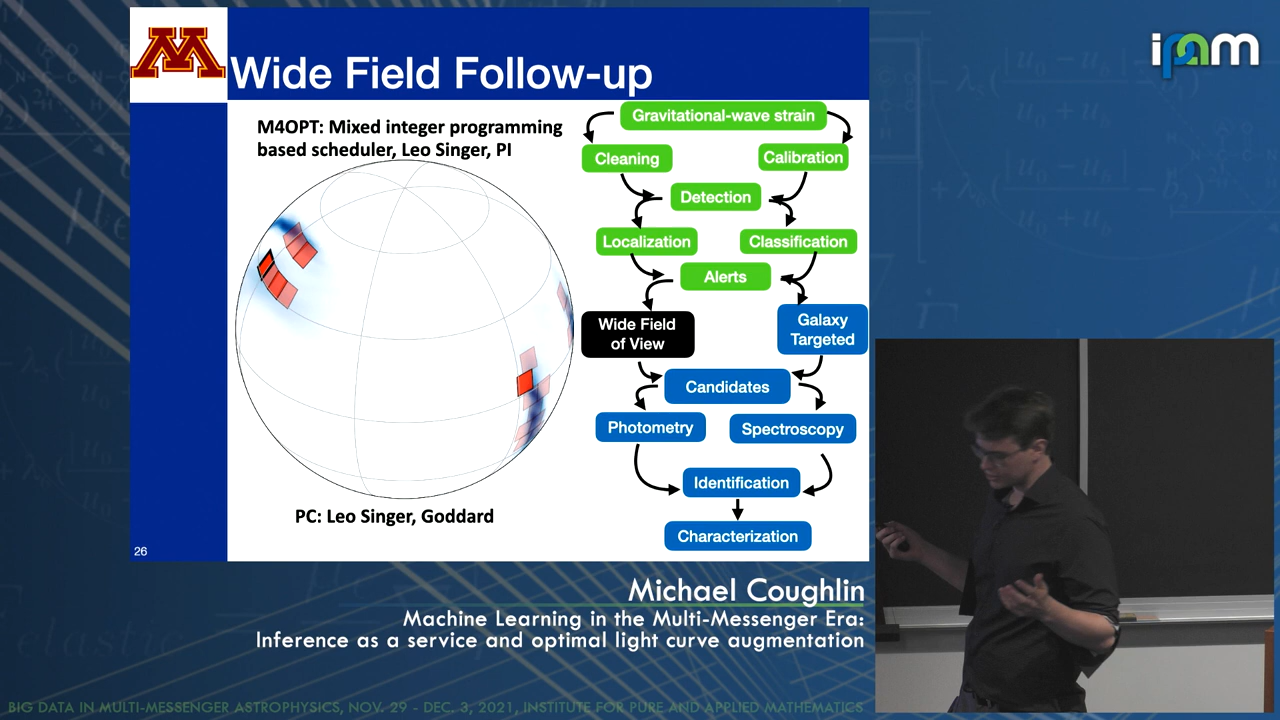 ipam
M
Wide Field Follow-up
M4OPT: Mixed integer programming
based scheduler, Leo Singer, PI
Gravitational-wave strain
Cleaning
Calibration
Detection
Localization
Classification
Alerts
Wide Field
of View
Galaxy
Targeted
Candidates
Photometry
Spectroscopy
Identification
Characterization
PC: Leo Singer, Goddard
26
Michael Coughlin
Machine Learning in the Multi-Messenger Era:
Inference as a service and optimal light curve augmentation
BIG DATA IN MULTI-MESSENGER ASTROPHYSICS, NOV. 29 - DEC. 3, 2021, INSTITUTE FOR PURE AND APPLIED MATHEMATICS